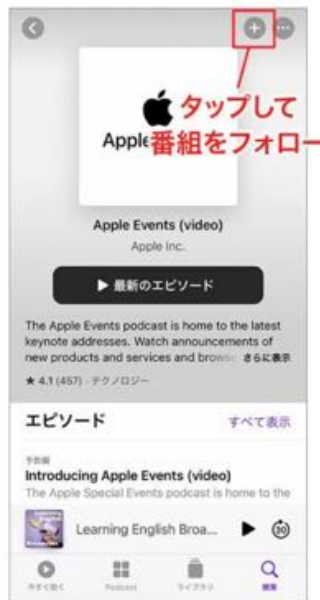 タップして
番組をフォロー
Apple Events (video)
Apple Inc.
▶ 最新のエピソード
The Apple Events podcast is home to the latest
keynote addresses. Watch announcements of
new products and services and brows さらに表示
★ 4.1 (457)・テクノロジー
エピソード すべて表示
予告編
Introducing Apple Events (video)
The Apple Special Events podcast is home to the
Learning English Broa... 30
今すぐ聴く Podcast ライブラリ 検索